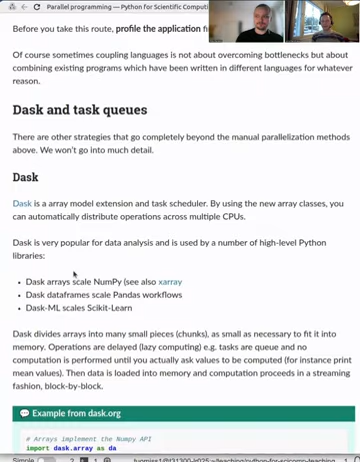 Parallel programming — Python for Scientific Computi
Before you take this route, profile the application
Of course sometimes coupling languages is not about overcoming bottlenecks but about
combining existing programs which have been written in different languages for whatever
reason.
Dask and task queues
There are other strategies that go completely beyond the manual parallelization methods
above. We won't go into much detail.
Dask
Dask is a array model extension and task scheduler. By using the new array classes, you
can automatically distribute operations across multiple CPUs.
Dask is very popular for data analysis and is used by a number of high-level Python
libraries:
• Dask arrays scale NumPy (see also xarray
• Dask dataframes scale Pandas workflows
• Dask-ML scales Scikit-Learn
Dask divides arrays into many small pieces (chunks), as small as necessary to fit it into
memory. Operations are delayed (lazy computing) e.g. tasks are queue and no
computation is performed until you actually ask values to be computed (for instance print
mean values). Then data is loaded into memory and computation proceeds in a streaming
fashion, block-by-block.
Example from dask.org
# Arrays implement the Numpy API
import dask.array as da
Simple
2
1